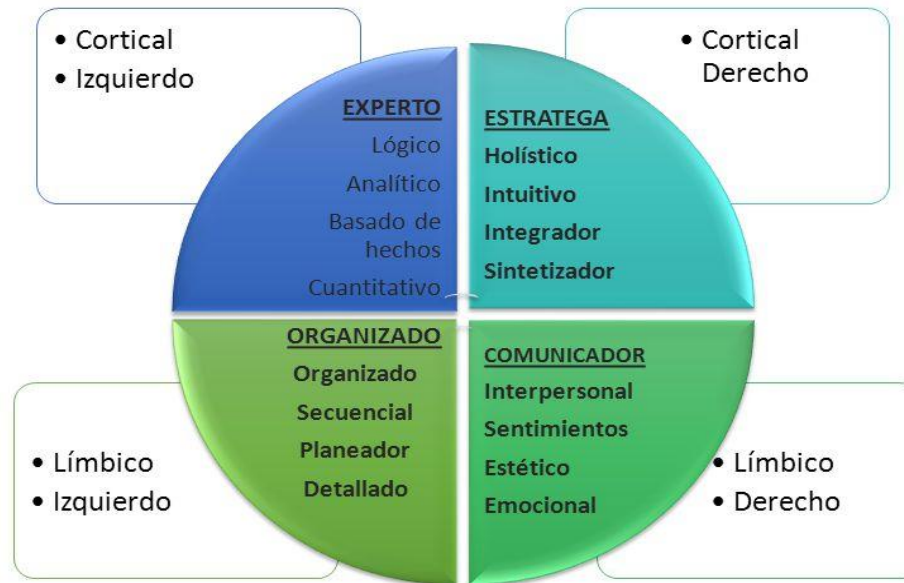 • Cortical
• Izquierdo
EXPERTO
Lógico
Analítico
Basado de
hechos
Cuantitativo
• Cortical
Derecho
ESTRATEGA
Holístico
Intuitivo
Integrador
Sintetizador
ORGANIZADO
Organizado
Secuencial
Planeador
Detallado
• Límbico
• Izquierdo
COMUNICADOR
Interpersonal
Sentimientos
Estético
Emocional
• Límbico
• Derecho